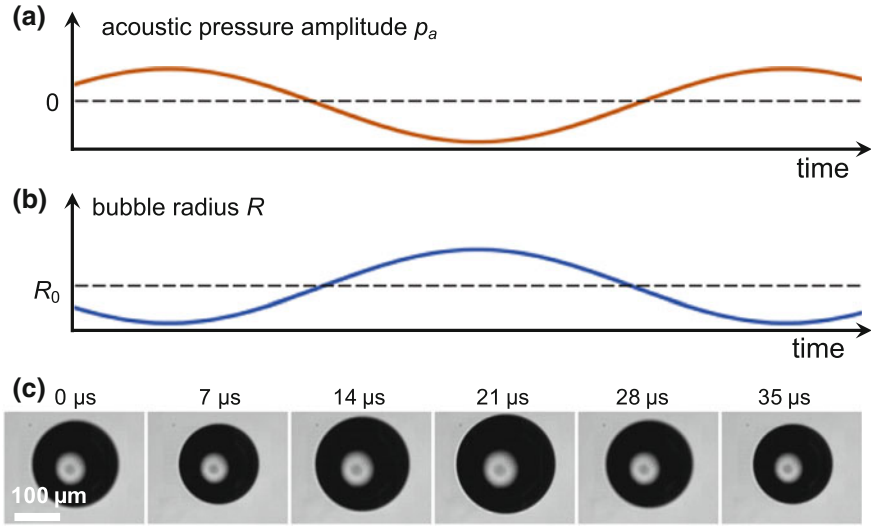 (a)
acoustic pressure amplitude pₐ
0
time
(b)
bubble radius R
R₀
time
(c)
0 µs 7 µs 14 µs 21 µs 28 µs 35 µs
100 µm